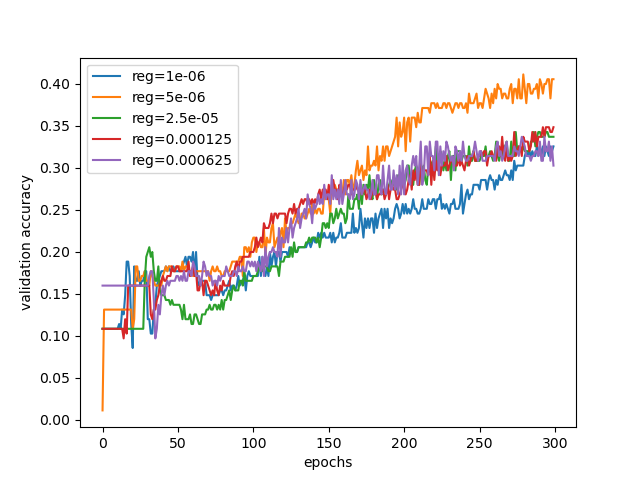 reg=1e-06
reg=5e-06
reg=2.5e-05
reg=0.000125
reg=0.000625
0.40
0.35
0.30
0.25
0.20
0.15
0.10
0.05
0.00
validation accuracy
0 50 100 150 200 250 300
epochs